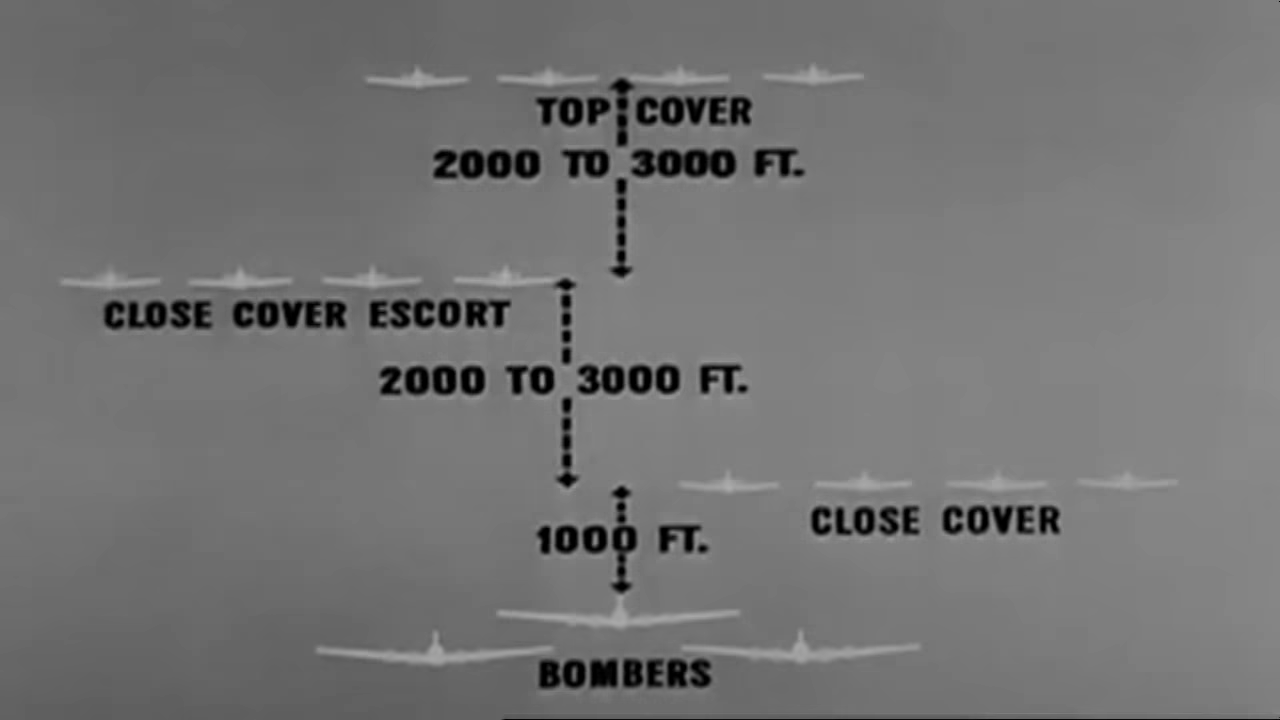 TOP COVER
2000 TO 3000 FT.
CLOSE COVER ESCORT
2000 TO 3000 FT.
CLOSE COVER
1000 FT.
BOMBERS